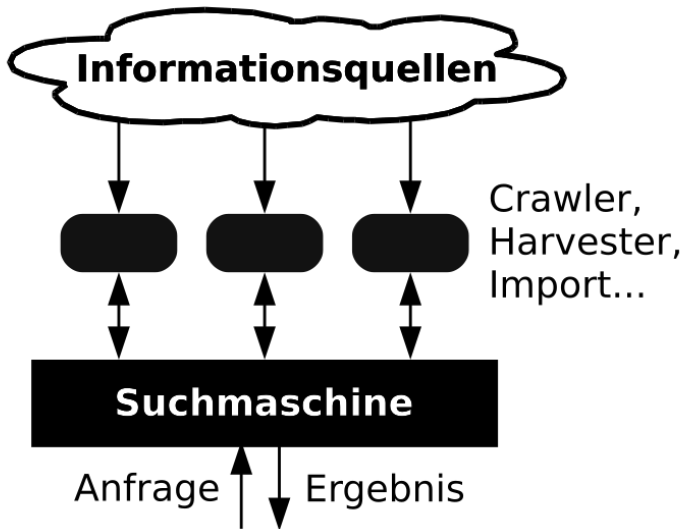 Informationsquellen
Crawler,
Harvester,
Import...
Suchmaschine
Anfrage
Ergebnis